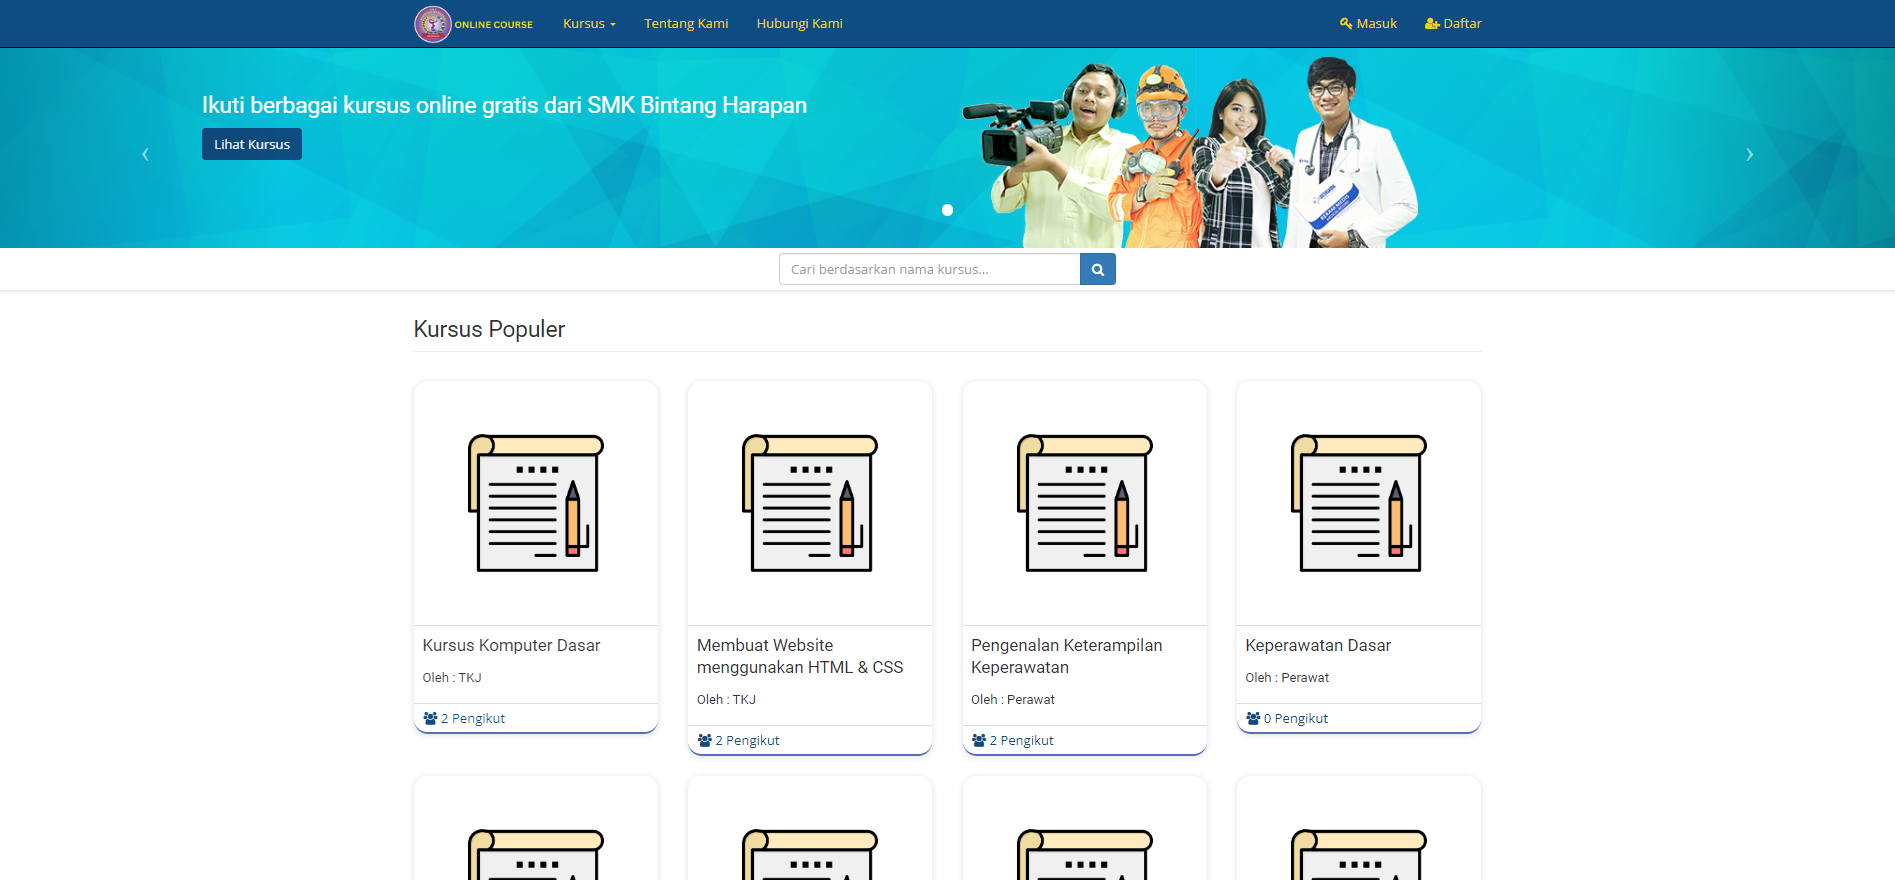 ONLINE COURSE
Kursus
Tentang Kami
Hubungi Kami
Masuk
Daftar
Ikuti berbagai kursus online gratis dari SMK Bintang Harapan
Lihat Kursus
Cari berdasarkan nama kursus...
Kursus Populer
Kursus Komputer Dasar
Oleh : TKJ
2 Pengikut
Membuat Website
menggunakan HTML & CSS
Oleh : TKJ
2 Pengikut
Pengenalan Keterampilan
Keperawatan
Oleh : Perawat
2 Pengikut
Keperawatan Dasar
Oleh : Perawat
0 Pengikut